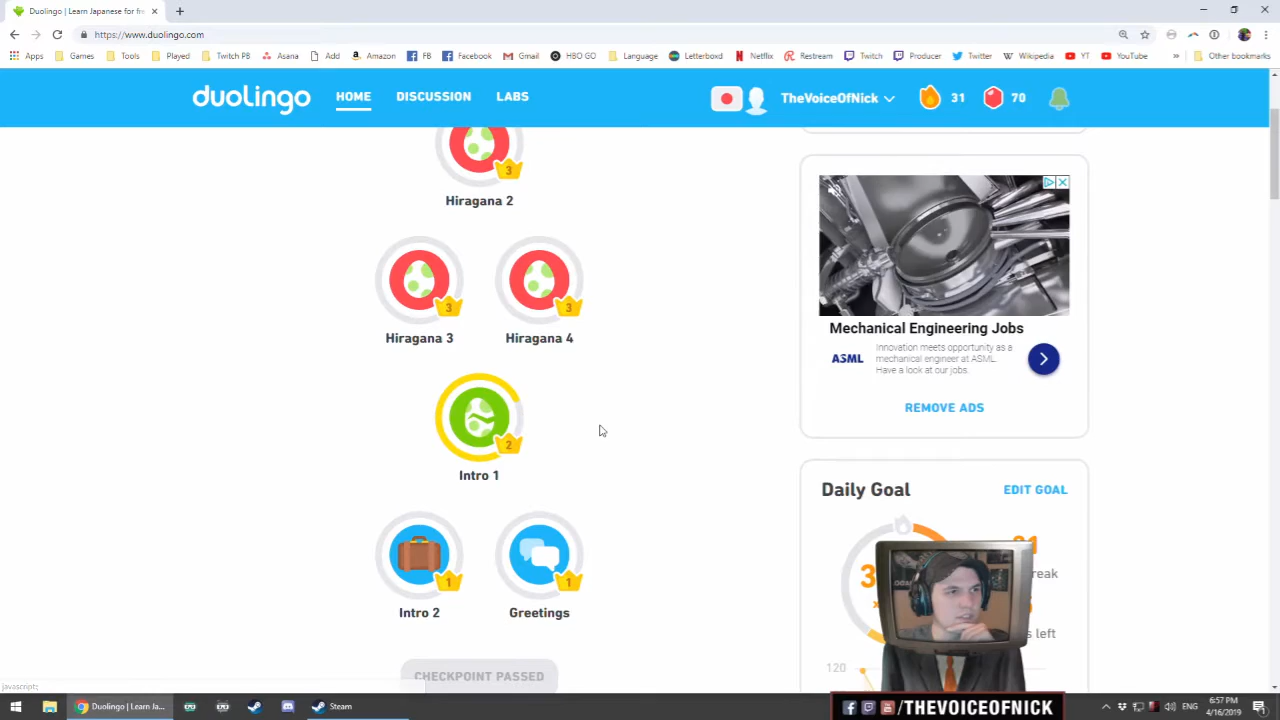 Duolingo | Learn Japanese for fr
https://www.duolingo.com
Apps
Games
Tools
Played
Twitch PB
Asana
Add
Amazon
FB
Facebook
Gmail
HBO GO
Language
Letterboxd
Netflix
Restream
Twitch
Producer
Twitter
Wikipedia
YT
YouTube
»
Other bookmarks
duolingo
HOME
DISCUSSION
LABS
TheVoiceOfNick
31
70
3
Hiragana 2
3
3
Hiragana 3
Hiragana 4
2
Intro 1
1
1
Intro 2
Greetings
CHECKPOINT PASSED
Mechanical Engineering Jobs
ASML
Innovation meets opportunity as a
mechanical engineer at ASML.
Have a look at our jobs.
REMOVE ADS
Daily Goal
EDIT GOAL
3
reak
s left
120
javascript:
Duolingo | Learn Ja...
Steam
/THEVOICEOFNICK
ENG
6:57 PM
4/16/2019